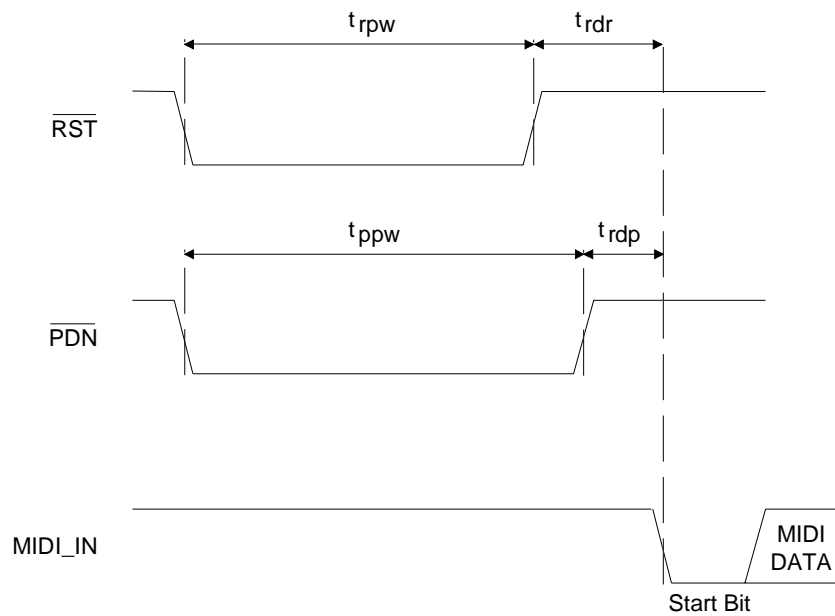 t rpw
t rdr
RST
t ppw
t rdp
PDN
MIDI_IN
MIDI
DATA
Start Bit